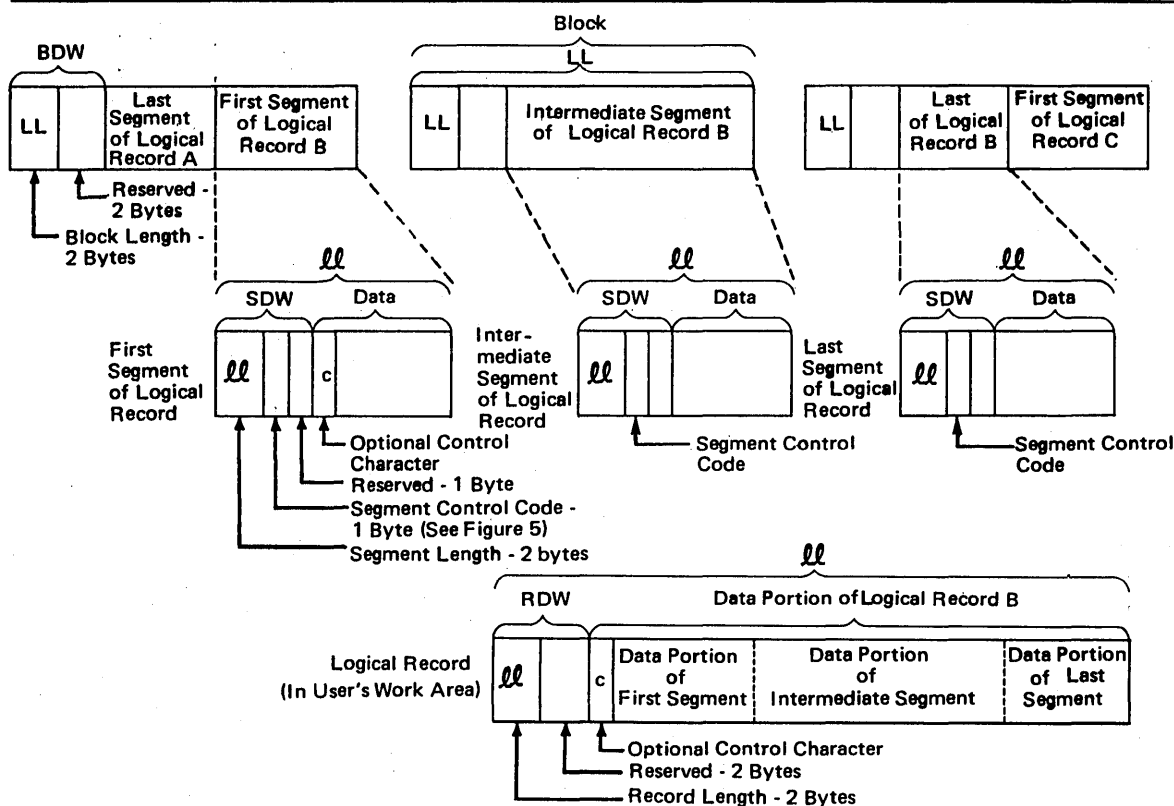 Block
BDW
LL
LL
Last
Segment
of Logical
Record A
First Segment
of Logical
Record B
LL
Intermediate Segment
of Logical Record B
LL
Last
of Logical
Record B
First Segment
of Logical
Record C
Reserved -
2 Bytes
Block Length -
2 Bytes
ll
SDW
Data
First
Segment
of Logical
Record
ll
c
Optional Control
Character
Reserved - 1 Byte
Segment Control Code -
1 Byte (See Figure 5)
Segment Length - 2 bytes
ll
SDW
Data
Inter-
mediate
Segment
of Logical
Record
ll
Segment Control
Code
ll
SDW
Data
Last
Segment
of Logical
Record
ll
Segment Control
Code
ll
RDW
Data Portion of Logical Record B
Logical Record
(In User's Work Area)
ll
c
Data Portion
of
First Segment
Data Portion
of
Intermediate Segment
Data Portion
of Last
Segment
Optional Control Character
Reserved - 2 Bytes
Record Length - 2 Bytes